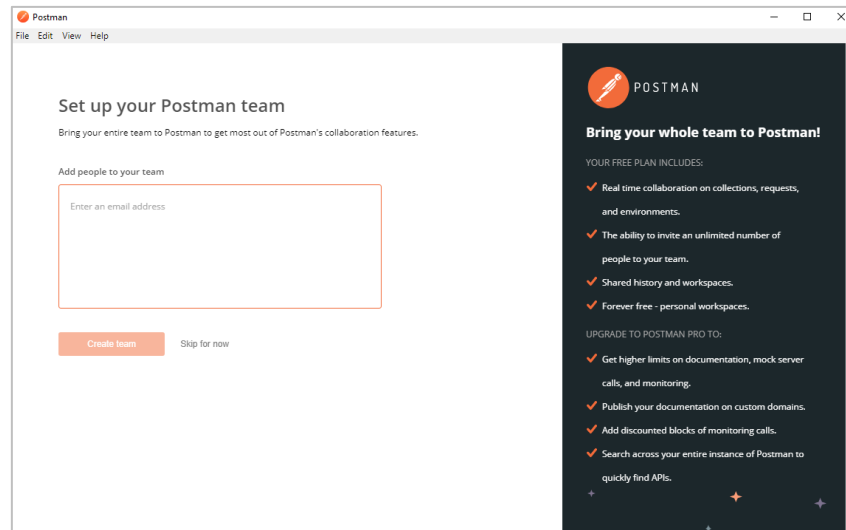 Postman
File Edit View Help
Set up your Postman team
Bring your entire team to Postman to get most out of Postman's collaboration features.
Add people to your team
Enter an email address
Create team Skip for now
POSTMAN
Bring your whole team to Postman!
YOUR FREE PLAN INCLUDES:
Real time collaboration on collections, requests,
and environments.
The ability to invite an unlimited number of
people to your team.
Shared history and workspaces.
Forever free - personal workspaces.
UPGRADE TO POSTMAN PRO TO:
Get higher limits on documentation, mock server
calls, and monitoring.
Publish your documentation on custom domains.
Add discounted blocks of monitoring calls.
Search across your entire instance of Postman to
quickly find APIs.